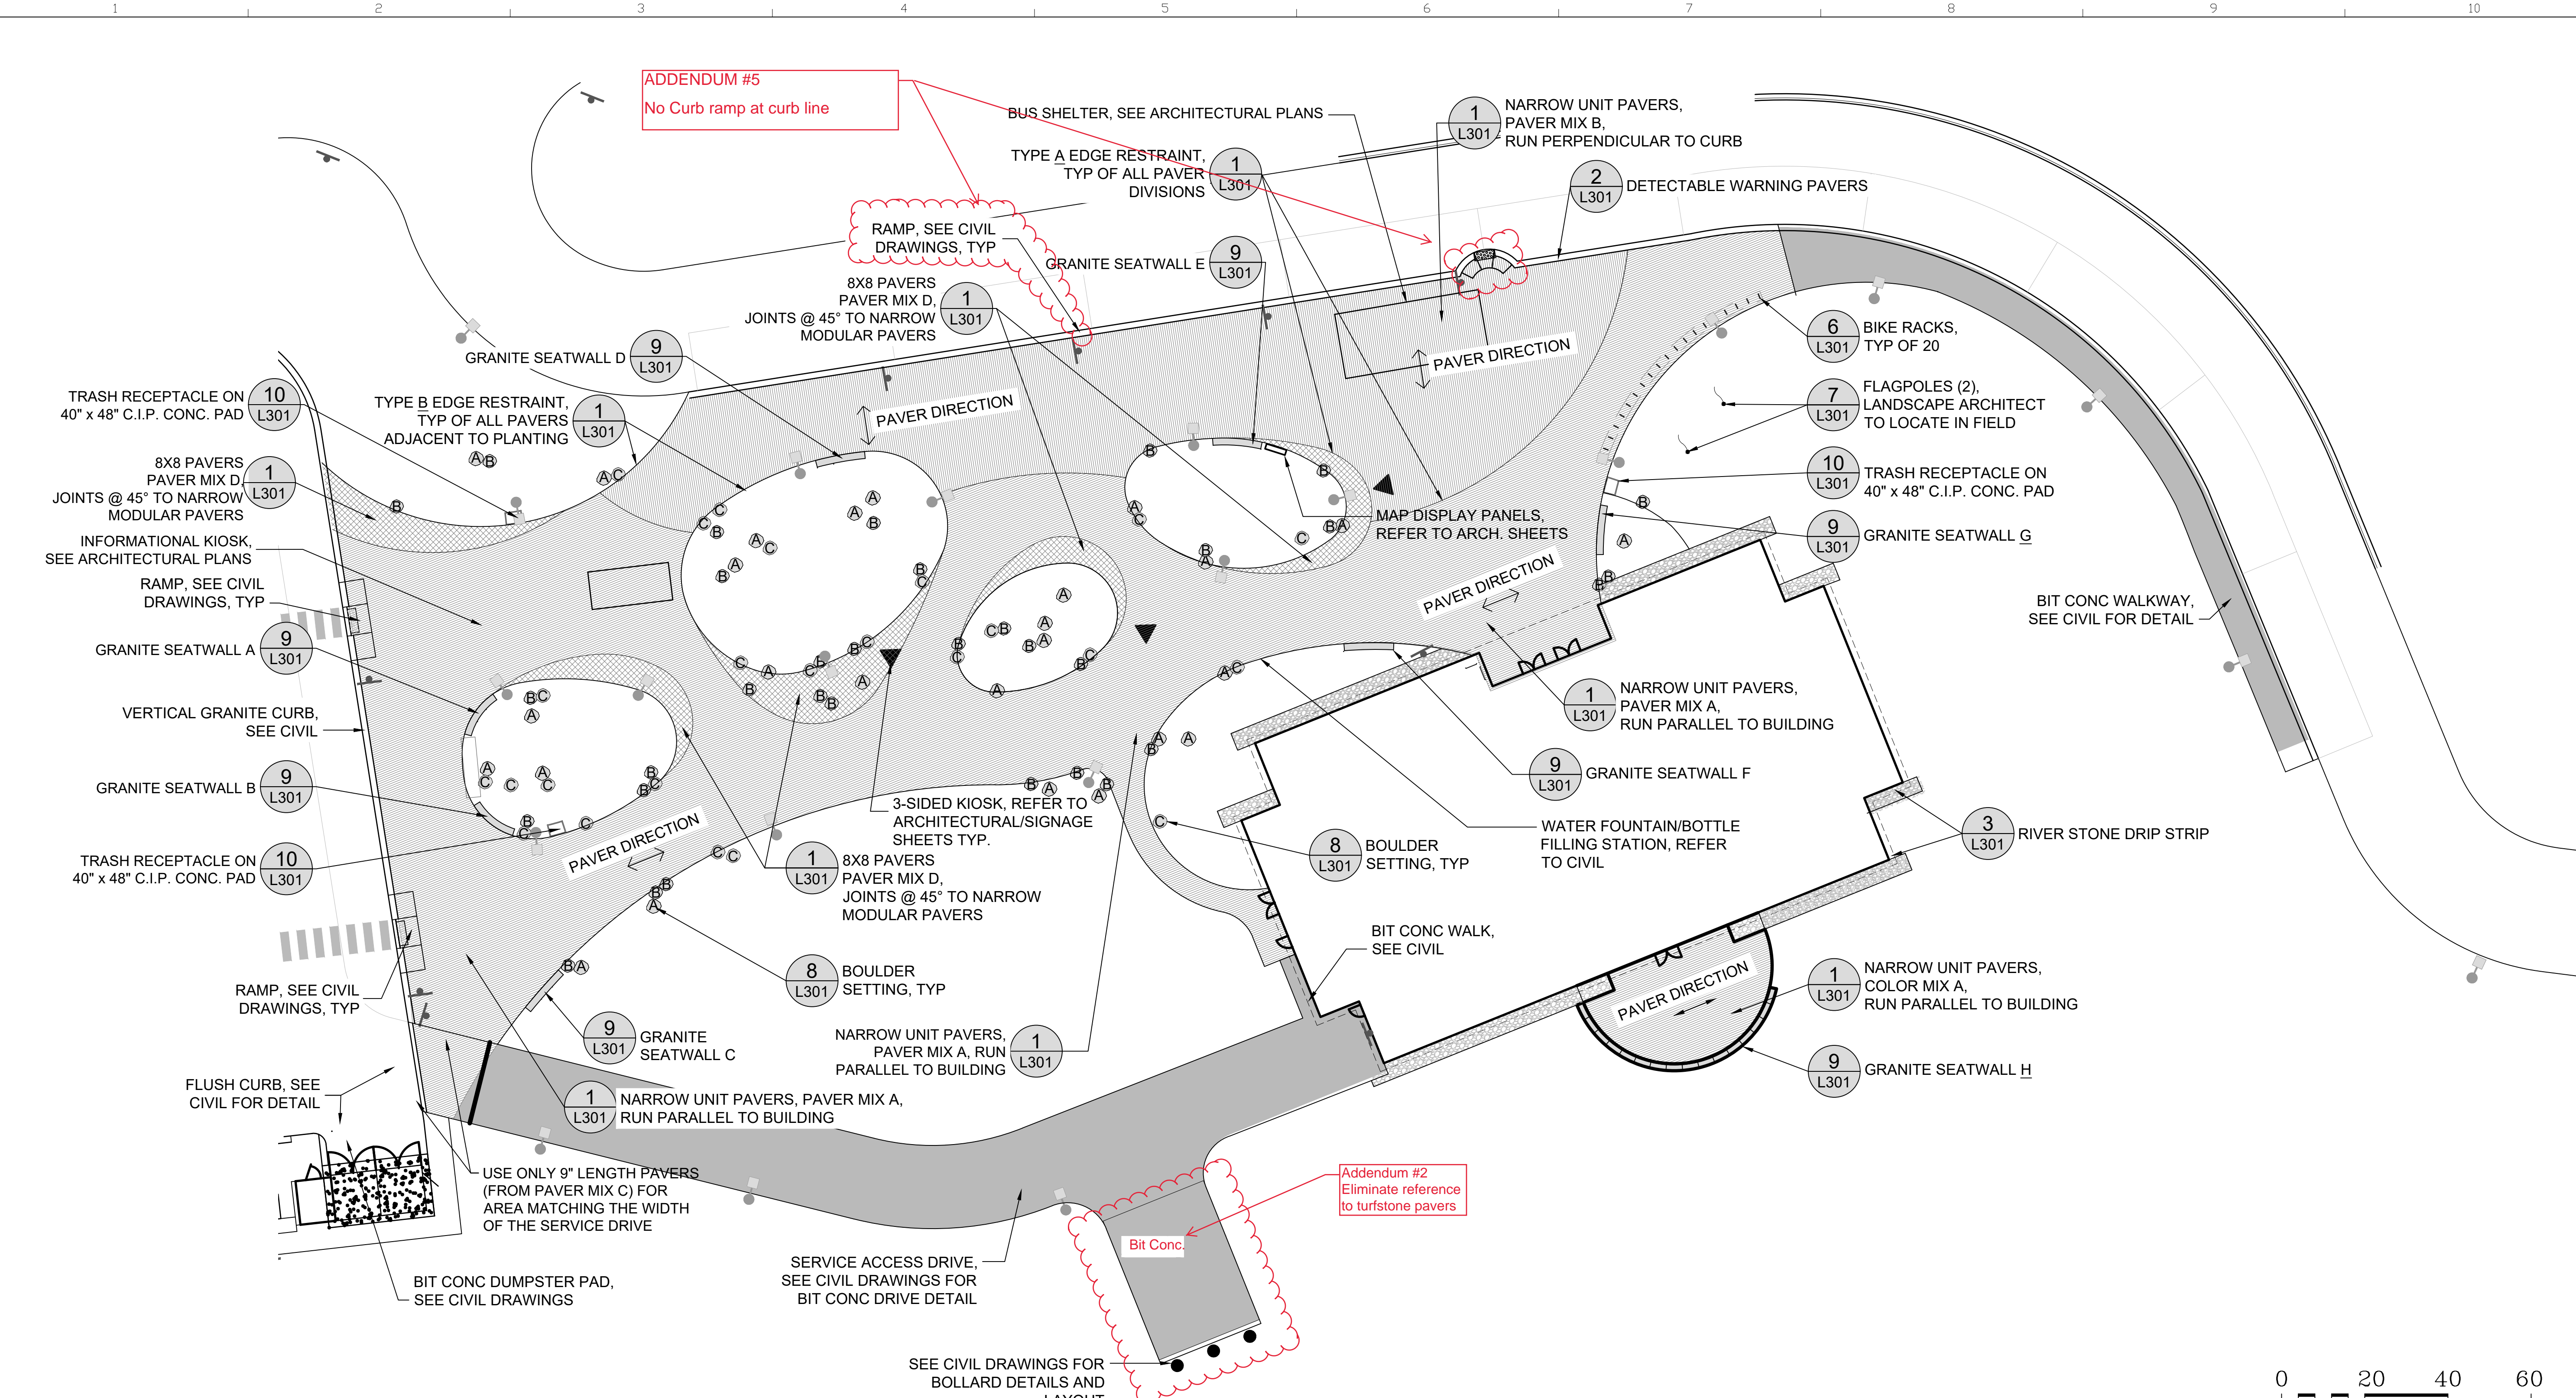 1 2 3 4 5 6 7 8 9 10
ADDENDUM #5
No Curb ramp at curb line
BUS SHELTER, SEE ARCHITECTURAL PLANS
1
L301
NARROW UNIT PAVERS,
PAVER MIX B,
RUN PERPENDICULAR TO CURB
TYPE A EDGE RESTRAINT,
TYP OF ALL PAVER
DIVISIONS
1
L301
2
L301
DETECTABLE WARNING PAVERS
RAMP, SEE CIVIL
DRAWINGS, TYP
GRANITE SEATWALL E
9
L301
8X8 PAVERS
PAVER MIX D,
JOINTS @ 45° TO NARROW
MODULAR PAVERS
1
L301
GRANITE SEATWALL D
9
L301
PAVER DIRECTION
6
L301
BIKE RACKS,
TYP OF 20
TRASH RECEPTACLE ON
40" x 48" C.I.P. CONC. PAD
10
L301
TYPE B EDGE RESTRAINT,
TYP OF ALL PAVERS
ADJACENT TO PLANTING
1
L301
PAVER DIRECTION
7
L301
FLAGPOLES (2),
LANDSCAPE ARCHITECT
TO LOCATE IN FIELD
8X8 PAVERS
PAVER MIX D,
JOINTS @ 45° TO NARROW
MODULAR PAVERS
1
L301
10
L301
TRASH RECEPTACLE ON
40" x 48" C.I.P. CONC. PAD
MAP DISPLAY PANELS,
REFER TO ARCH. SHEETS
9
L301
GRANITE SEATWALL G
INFORMATIONAL KIOSK,
SEE ARCHITECTURAL PLANS
RAMP, SEE CIVIL
DRAWINGS, TYP
PAVER DIRECTION
BIT CONC WALKWAY,
SEE CIVIL FOR DETAIL
GRANITE SEATWALL A
9
L301
1
L301
NARROW UNIT PAVERS,
PAVER MIX A,
RUN PARALLEL TO BUILDING
VERTICAL GRANITE CURB,
SEE CIVIL
GRANITE SEATWALL B
9
L301
9
L301
GRANITE SEATWALL F
3-SIDED KIOSK, REFER TO
ARCHITECTURAL/SIGNAGE
SHEETS TYP.
WATER FOUNTAIN/BOTTLE
FILLING STATION, REFER
TO CIVIL
3
L301
RIVER STONE DRIP STRIP
PAVER DIRECTION
TRASH RECEPTACLE ON
40" x 48" C.I.P. CONC. PAD
10
L301
1
L301
8X8 PAVERS
PAVER MIX D,
JOINTS @ 45° TO NARROW
MODULAR PAVERS
8
L301
BOULDER
SETTING, TYP
BIT CONC WALK,
SEE CIVIL
RAMP, SEE CIVIL
DRAWINGS, TYP
8
L301
BOULDER
SETTING, TYP
PAVER DIRECTION
1
L301
NARROW UNIT PAVERS,
COLOR MIX A,
RUN PARALLEL TO BUILDING
9
L301
GRANITE
SEATWALL C
NARROW UNIT PAVERS,
PAVER MIX A, RUN
PARALLEL TO BUILDING
1
L301
9
L301
GRANITE SEATWALL H
FLUSH CURB, SEE
CIVIL FOR DETAIL
1
L301
NARROW UNIT PAVERS, PAVER MIX A,
RUN PARALLEL TO BUILDING
USE ONLY 9" LENGTH PAVERS
(FROM PAVER MIX C) FOR
AREA MATCHING THE WIDTH
OF THE SERVICE DRIVE
Addendum #2
Eliminate reference
to turfstone pavers
Bit Conc.
SERVICE ACCESS DRIVE,
SEE CIVIL DRAWINGS FOR
BIT CONC DRIVE DETAIL
BIT CONC DUMPSTER PAD,
SEE CIVIL DRAWINGS
SEE CIVIL DRAWINGS FOR
BOLLARD DETAILS AND
LAYOUT
0 20 40 60